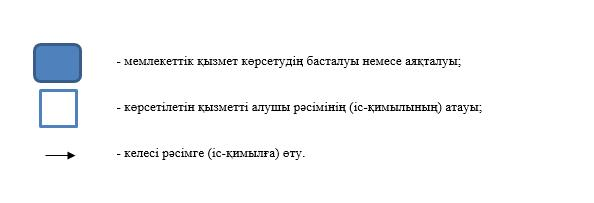 - мемлекеттік қызмет көрсетудің басталуы немесе аяқталуы;
- көрсетілетін қызметті алушы рәсімінің (іс-қимылының) атауы;
- келесі рәсімге (іс-қимылға) өту.